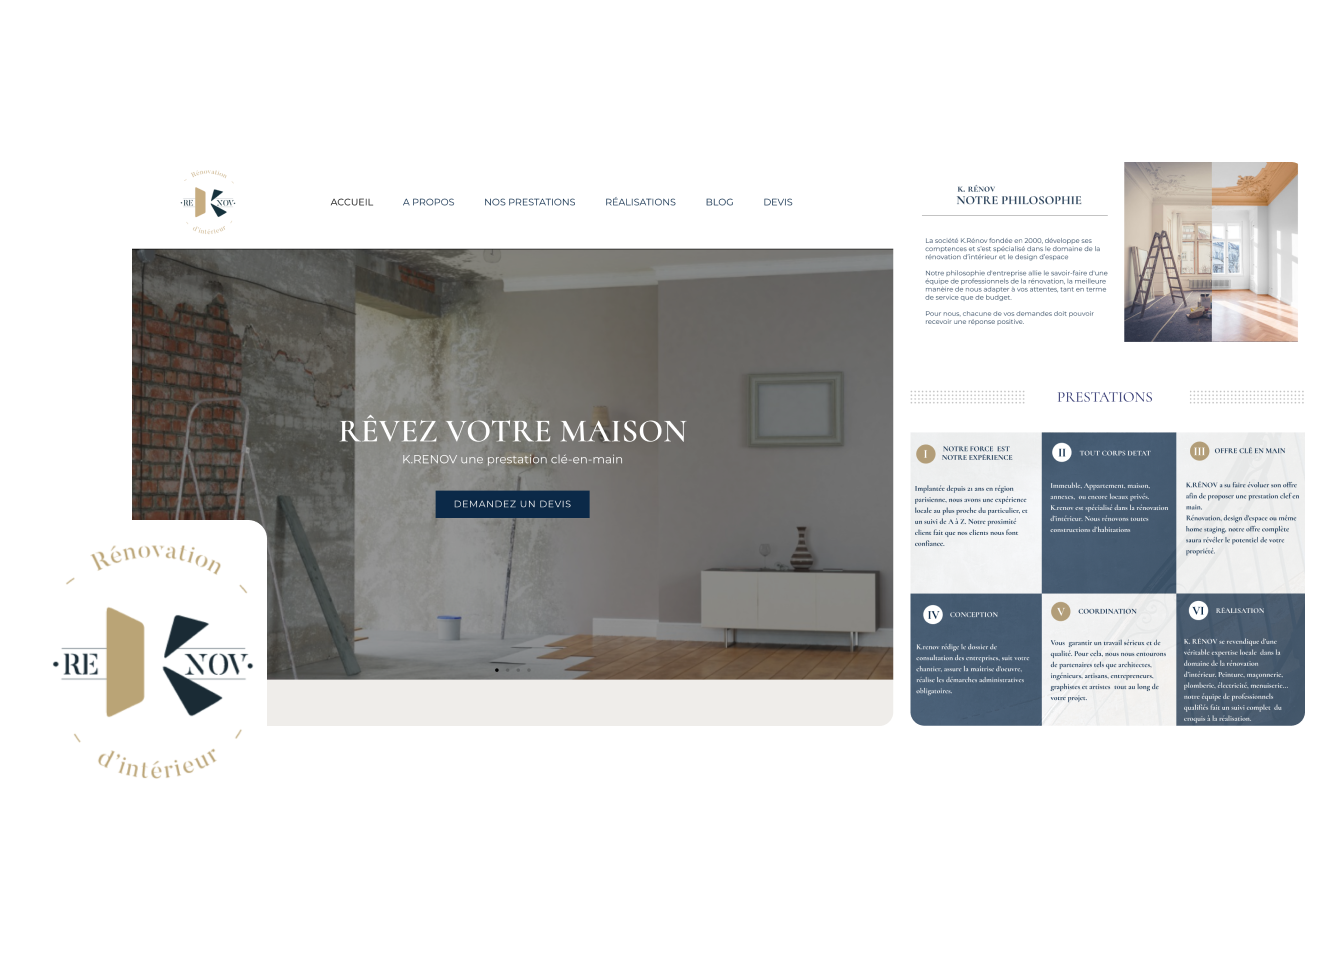 Rénovation
RE NOV
d'intérieur
ACCUEIL
A PROPOS
NOS PRESTATIONS
RÉALISATIONS
BLOG
DEVIS
RÊVEZ VOTRE MAISON
K.RENOV une prestation clé-en-main
DEMANDEZ UN DEVIS
Rénovation
RE NOV
d'intérieur
K. RÉNOV
NOTRE PHILOSOPHIE
La société K.Rénov fondée en 2000, développe ses
comptences et s'est spécialisé dans le domaine de la
rénovation d'intérieur et le design d'espace
Notre philosophie d'entreprise allie le savoir-faire d'une
équipe de professionnels de la rénovation, la meilleure
manière de nous adapter à vos attentes, tant en terme
de service que de budget.
Pour nous, chacune de vos demandes doit pouvoir
recevoir une réponse positive.
PRESTATIONS
I
NOTRE FORCE EST
NOTRE EXPÉRIENCE
Implantée depuis 21 ans en région
parisienne, nous avons une expérience
locale au plus proche du particulier, et
un suivi de A à Z. Notre proximité
client fait que nos clients nous font
confiance.
II
TOUT CORPS DETAT
Immeuble, Appartement, maison,
annexes, ou encore locaux privés.
K.renov est spécialisé dans la rénovation
d'intérieur. Nous rénovons toutes
constructions d'habitations
III
OFFRE CLÉ EN MAIN
K.RÉNOV a su faire évoluer son offre
afin de proposer une prestation clef en
main.
Rénovation, design d'espace ou même
home staging, notre offre complète
saura révéler le potentiel de votre
propriété.
IV
CONCEPTION
K.renov rédige le dossier de
consultation des entreprises, suit votre
chantier, assure la maitrise d'oeuvre,
réalise les démarches administratives
obligatoires.
V
COORDINATION
Vous garantir un travail sérieux et de
qualité. Pour cela, nous nous entourons
de partenaires tels que architectes,
ingénieurs, artisans, entrepreneurs,
graphistes et artistes tout au long de
votre projet.
VI
RÉALISATION
K. RÉNOV se revendique d'une
véritable expertise locale dans la
domaine de la rénovation
d'intérieur. Peinture, maçonnerie,
plomberie, électricité, menuiserie...
notre équipe de professionnels
qualifiés fait un suivi complet du
croquis à la réalisation.